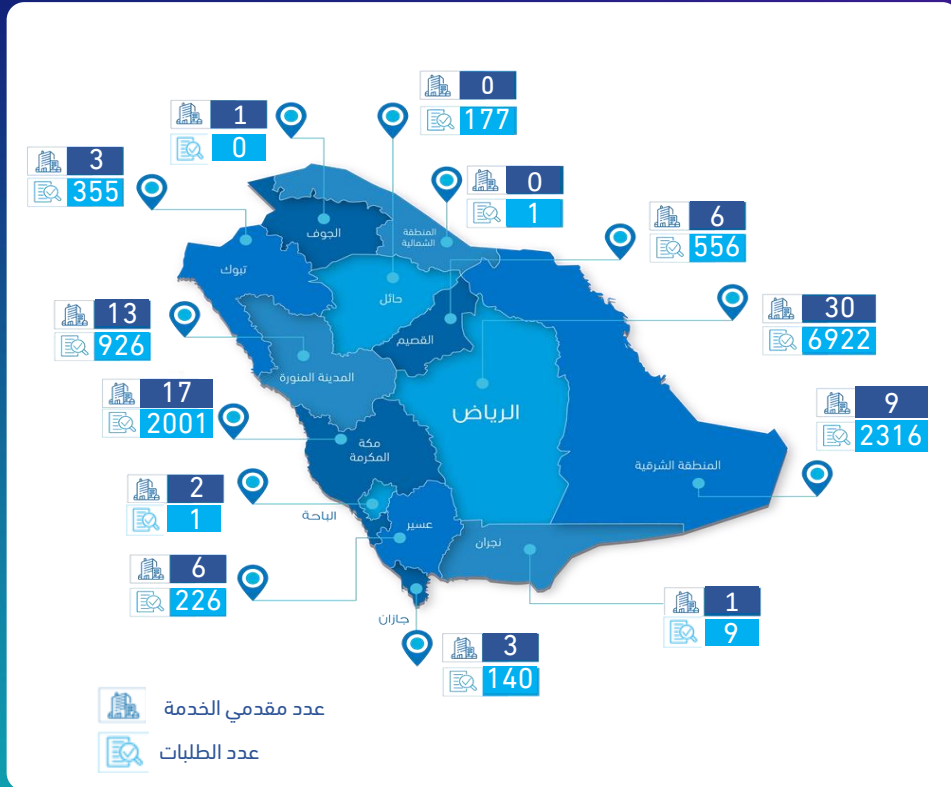 0
177
1
0
3
355
0
1
6
556
13
926
30
6922
17
2001
9
2316
2
1
6
226
1
9
3
140
الجوف
المنطقة
الشمالية
تبوك
حائل
القصيم
المدينة المنورة
الرياض
مكة
المكرمة
المنطقة الشرقية
الباحة
عسير
نجران
جازان
عدد مقدمي الخدمة
عدد الطلبات